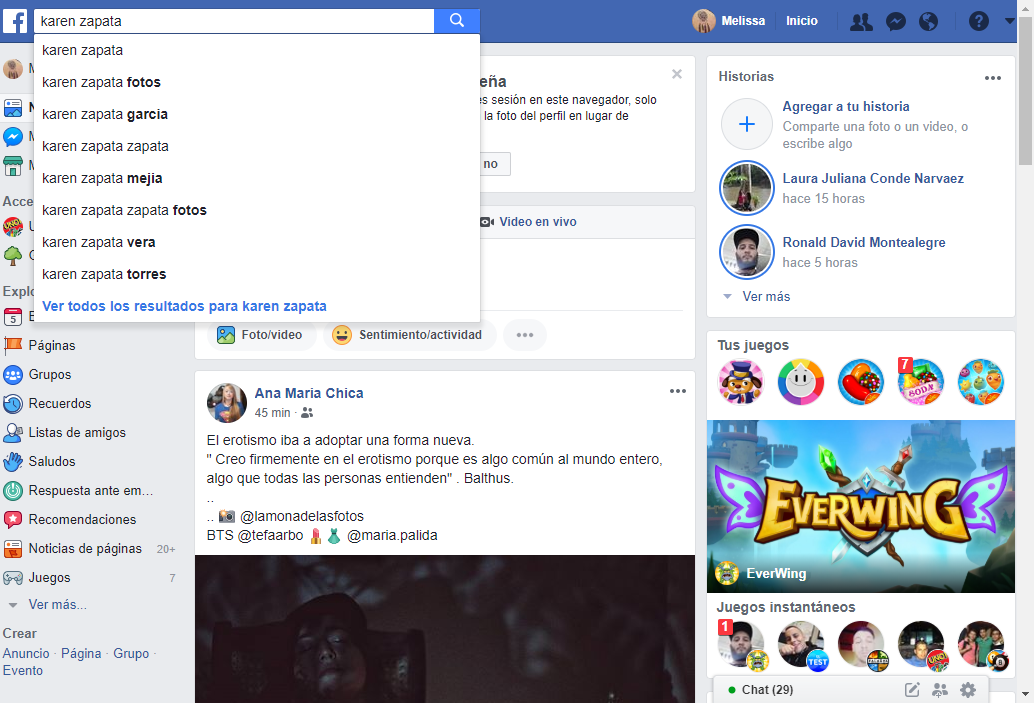 karen zapata
Melissa
Inicio
karen zapata
karen zapata fotos
karen zapata garcia
karen zapata zapata
karen zapata mejia
karen zapata zapata fotos
karen zapata vera
karen zapata torres
Ver todos los resultados para karen zapata
M
N
M
M
Acce
U
Explo
5
E
Páginas
Grupos
Recuerdos
Listas de amigos
Saludos
Respuesta ante em...
Recomendaciones
Noticias de páginas 20+
Juegos 7
Ver más...
Crear
Anuncio · Página · Grupo ·
Evento
eña
es sesión en este navegador, solo
la foto del perfil en lugar de
no
Video en vivo
Foto/video
Sentimiento/actividad
Ana Maria Chica
45 min ·
El erotismo iba a adoptar una forma nueva.
" Creo firmemente en el erotismo porque es algo común al mundo entero,
algo que todas las personas entienden" . Balthus.
..
.. 📷 @lamonadelasfotos
BTS @tefaarbo 💄👗 @maria.palida
Historias
Agregar a tu historia
Comparte una foto o un video, o
escribe algo
Laura Juliana Conde Narvaez
hace 15 horas
Ronald David Montealegre
hace 5 horas
Ver más
Tus juegos
7
SODA
EVERWING
EverWing
Juegos instantáneos
1
TEST
UNO
8
Chat (29)